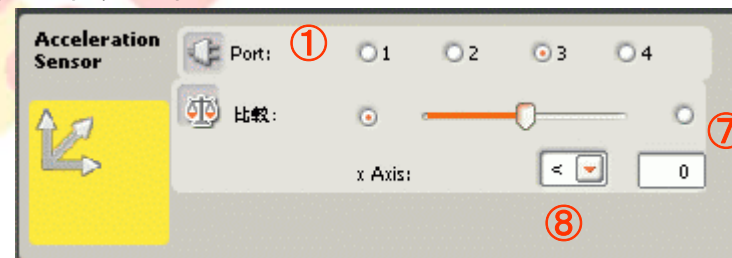 Acceleration Sensor
Port: ① 1 2 3 4
比較:
⑦
x Axis: < 0
⑧